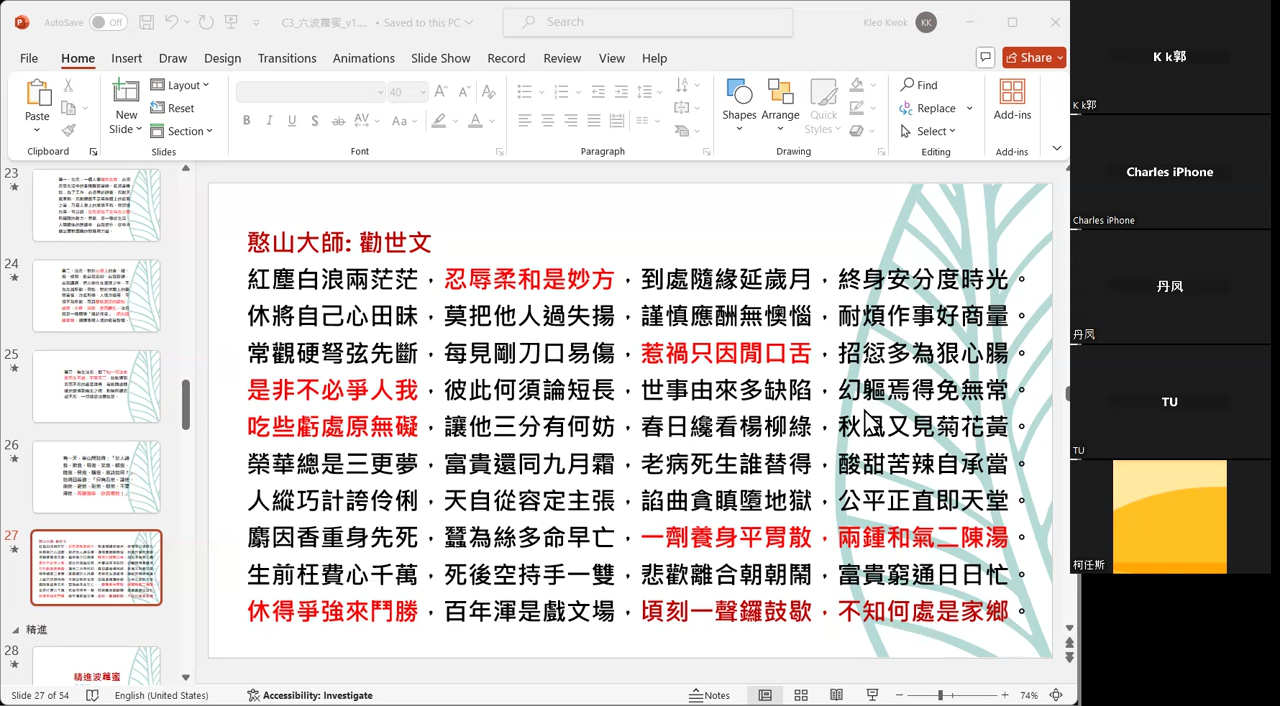 AutoSave
Off
C3_六波羅蜜_v1.... • Saved to this PC
Search
Kleo Kwok
KK
File
Home
Insert
Draw
Design
Transitions
Animations
Slide Show
Record
Review
View
Help
Share
Paste
New Slide
Layout
Reset
Section
40
Shapes
Arrange
Quick Styles
Find
Replace
Select
Add-ins
Clipboard
Slides
Font
Paragraph
Drawing
Editing
Add-ins
23
24
25
26
27
精進
28
精進波羅蜜
憨山大師: 勸世文
紅塵白浪兩茫茫，忍辱柔和是妙方，到處隨緣延歲月，終身安分度時光。
休將自己心田昧，莫把他人過失揚，謹慎應酬無懊惱，耐煩作事好商量。
常觀硬弩弦先斷，每見剛刀口易傷，惹禍只因閒口舌，招愆多為狠心腸。
是非不必爭人我，彼此何須論短長，世事由來多缺陷，幻軀焉得免無常。
吃些虧處原無礙，讓他三分有何妨，春日纔看楊柳綠，秋風又見菊花黃。
榮華總是三更夢，富貴還同九月霜，老病死生誰替得，酸甜苦辣自承當。
人縱巧計誇伶俐，天自從容定主張，諂曲貪瞋墮地獄，公平正直即天堂。
麝因香重身先死，蠶為絲多命早亡，一劑養身平胃散，兩鍾和氣二陳湯。
生前枉費心千萬，死後空持手一雙，悲歡離合朝朝鬧，富貴窮通日日忙。
休得爭強來鬥勝，百年渾是戲文場，頃刻一聲鑼鼓歇，不知何處是家鄉。
Slide 27 of 54
English (United States)
Accessibility: Investigate
Notes
74%
K k郭
K k郭
Charles iPhone
Charles iPhone
丹凤
丹凤
TU
TU
柯任斯